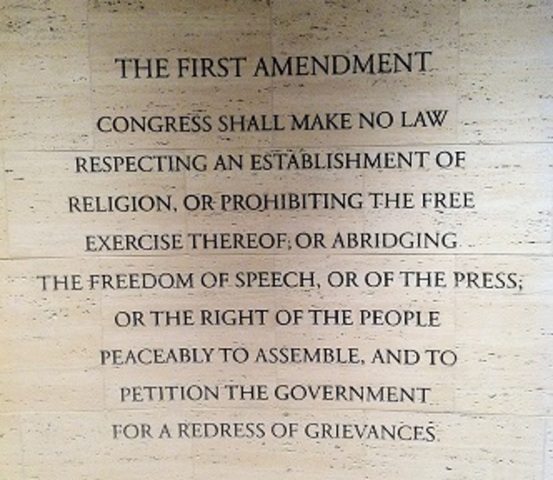 THE FIRST AMENDMENT
CONGRESS SHALL MAKE NO LAW
RESPECTING AN ESTABLISHMENT OF
RELIGION, OR PROHIBITING THE FREE
EXERCISE THEREOF; OR ABRIDGING
THE FREEDOM OF SPEECH, OR OF THE PRESS;
OR THE RIGHT OF THE PEOPLE
PEACEABLY TO ASSEMBLE, AND TO
PETITION THE GOVERNMENT
FOR A REDRESS OF GRIEVANCES.